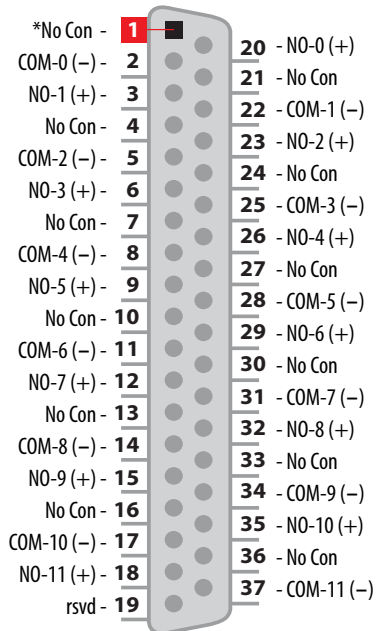 *No Con - 1
COM-0 (–) - 2
NO-1 (+) - 3
No Con - 4
COM-2 (–) - 5
NO-3 (+) - 6
No Con - 7
COM-4 (–) - 8
NO-5 (+) - 9
No Con - 10
COM-6 (–) - 11
NO-7 (+) - 12
No Con - 13
COM-8 (–) - 14
NO-9 (+) - 15
No Con - 16
COM-10 (–) - 17
NO-11 (+) - 18
rsvd - 19
20 - NO-0 (+)
21 - No Con
22 - COM-1 (–)
23 - NO-2 (+)
24 - No Con
25 - COM-3 (–)
26 - NO-4 (+)
27 - No Con
28 - COM-5 (–)
29 - NO-6 (+)
30 - No Con
31 - COM-7 (–)
32 - NO-8 (+)
33 - No Con
34 - COM-9 (–)
35 - NO-10 (+)
36 - No Con
37 - COM-11 (–)